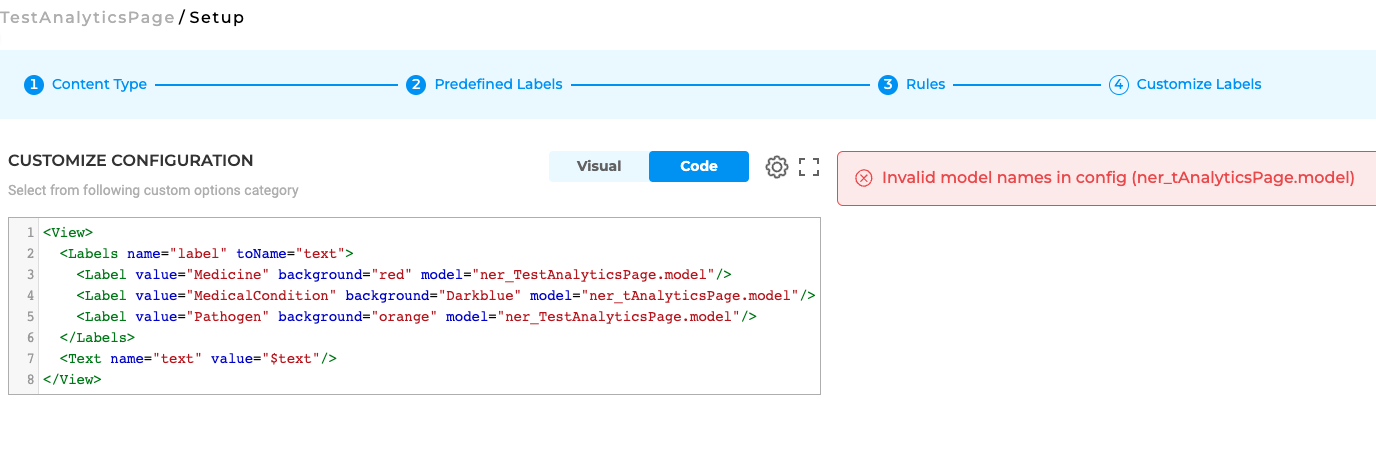 TestAnalyticsPage / Setup
1 Content Type 2 Predefined Labels 3 Rules 4 Customize Labels
CUSTOMIZE CONFIGURATION
Select from following custom options category
Visual Code
Invalid model names in config (ner_tAnalyticsPage.model)
1 <View>
2   <Labels name="label" toName="text">
3     <Label value="Medicine" background="red" model="ner_TestAnalyticsPage.model"/>
4     <Label value="MedicalCondition" background="Darkblue" model="ner_tAnalyticsPage.model"/>
5     <Label value="Pathogen" background="orange" model="ner_TestAnalyticsPage.model"/>
6   </Labels>
7   <Text name="text" value="$text"/>
8 </View>